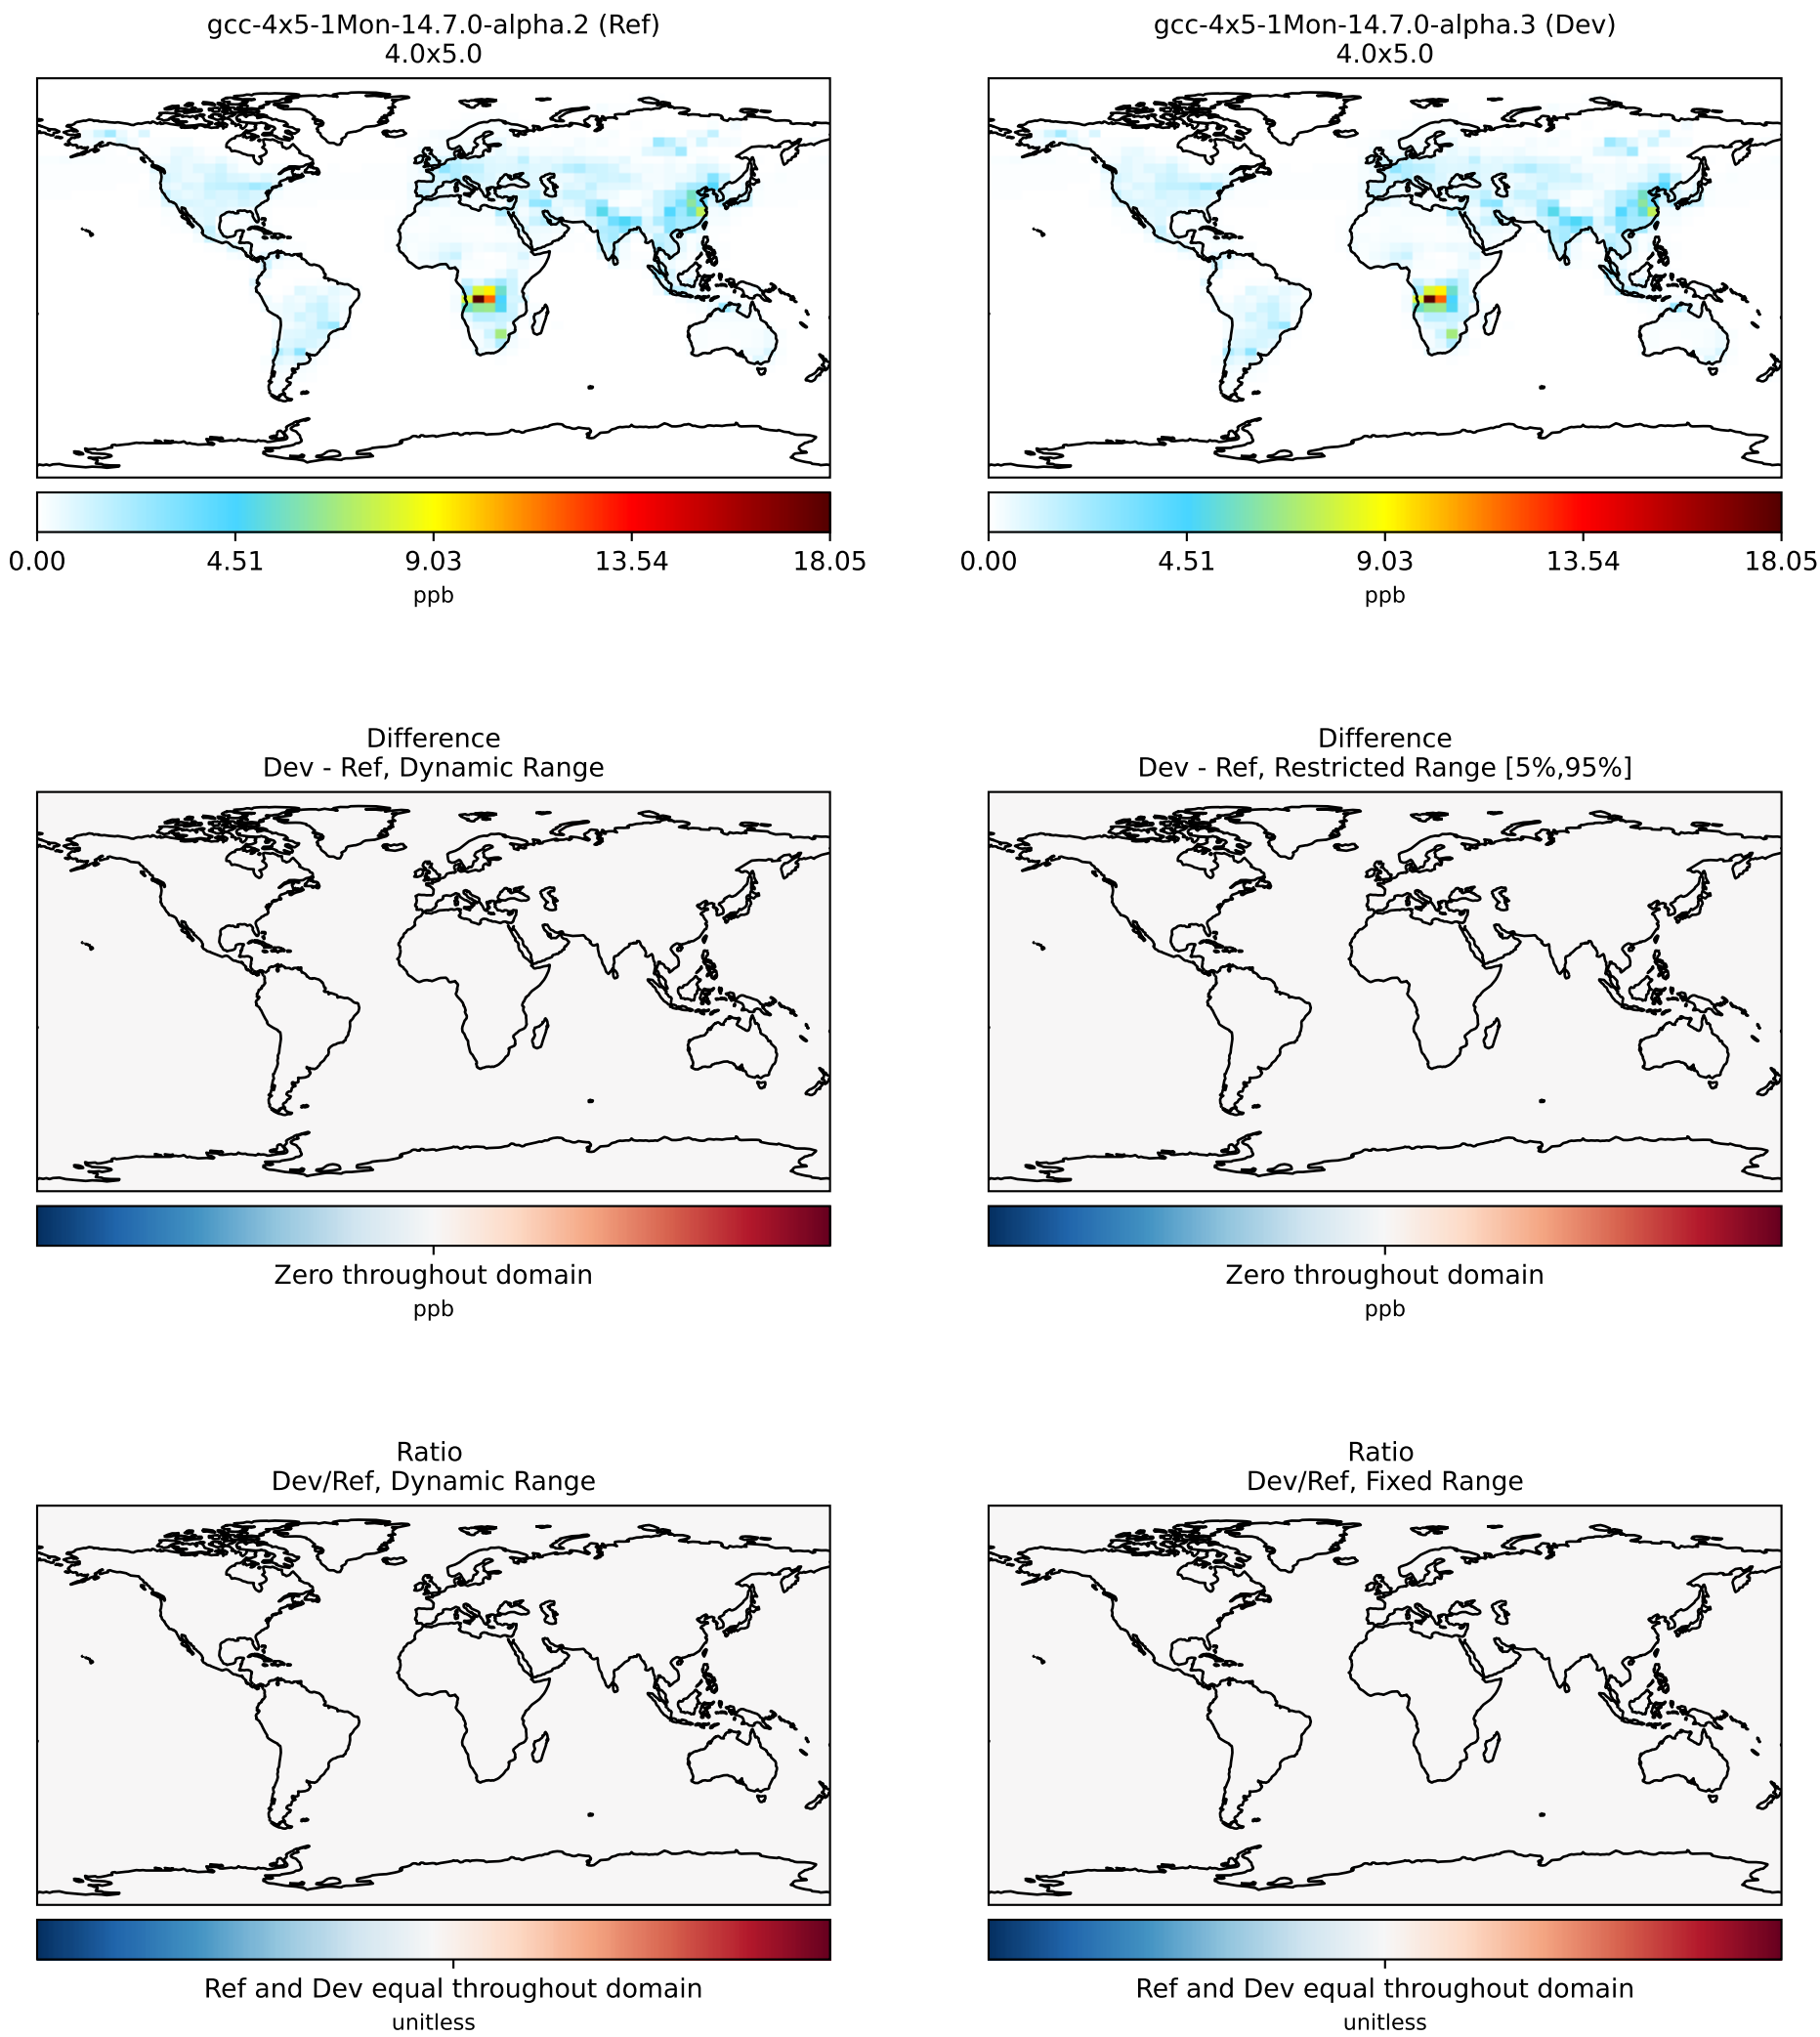 gcc-4x5-1Mon-14.7.0-alpha.2 (Ref)
4.0x5.0
gcc-4x5-1Mon-14.7.0-alpha.3 (Dev)
4.0x5.0
0.00 4.51 9.03 13.54 18.05
ppb
0.00 4.51 9.03 13.54 18.05
ppb
Difference
Dev - Ref, Dynamic Range
Difference
Dev - Ref, Restricted Range [5%,95%]
Zero throughout domain
ppb
Zero throughout domain
ppb
Ratio
Dev/Ref, Dynamic Range
Ratio
Dev/Ref, Fixed Range
Ref and Dev equal throughout domain
unitless
Ref and Dev equal throughout domain
unitless